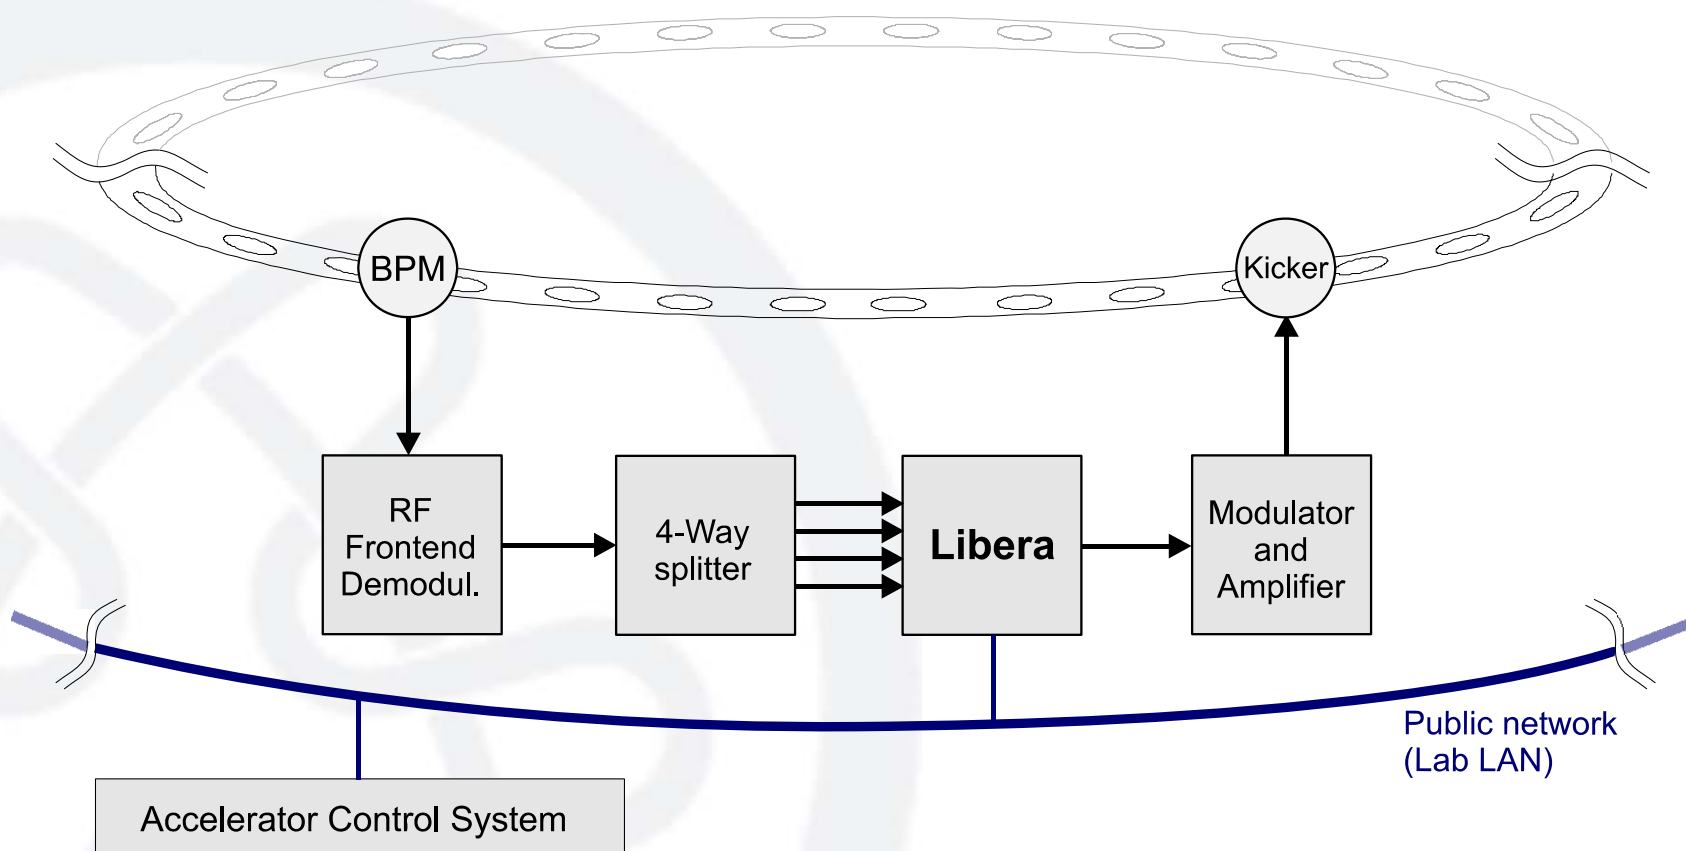 BPM
Kicker
RF
Frontend
Demodul.
4-Way
splitter
Libera
Modulator
and
Amplifier
Public network
(Lab LAN)
Accelerator Control System